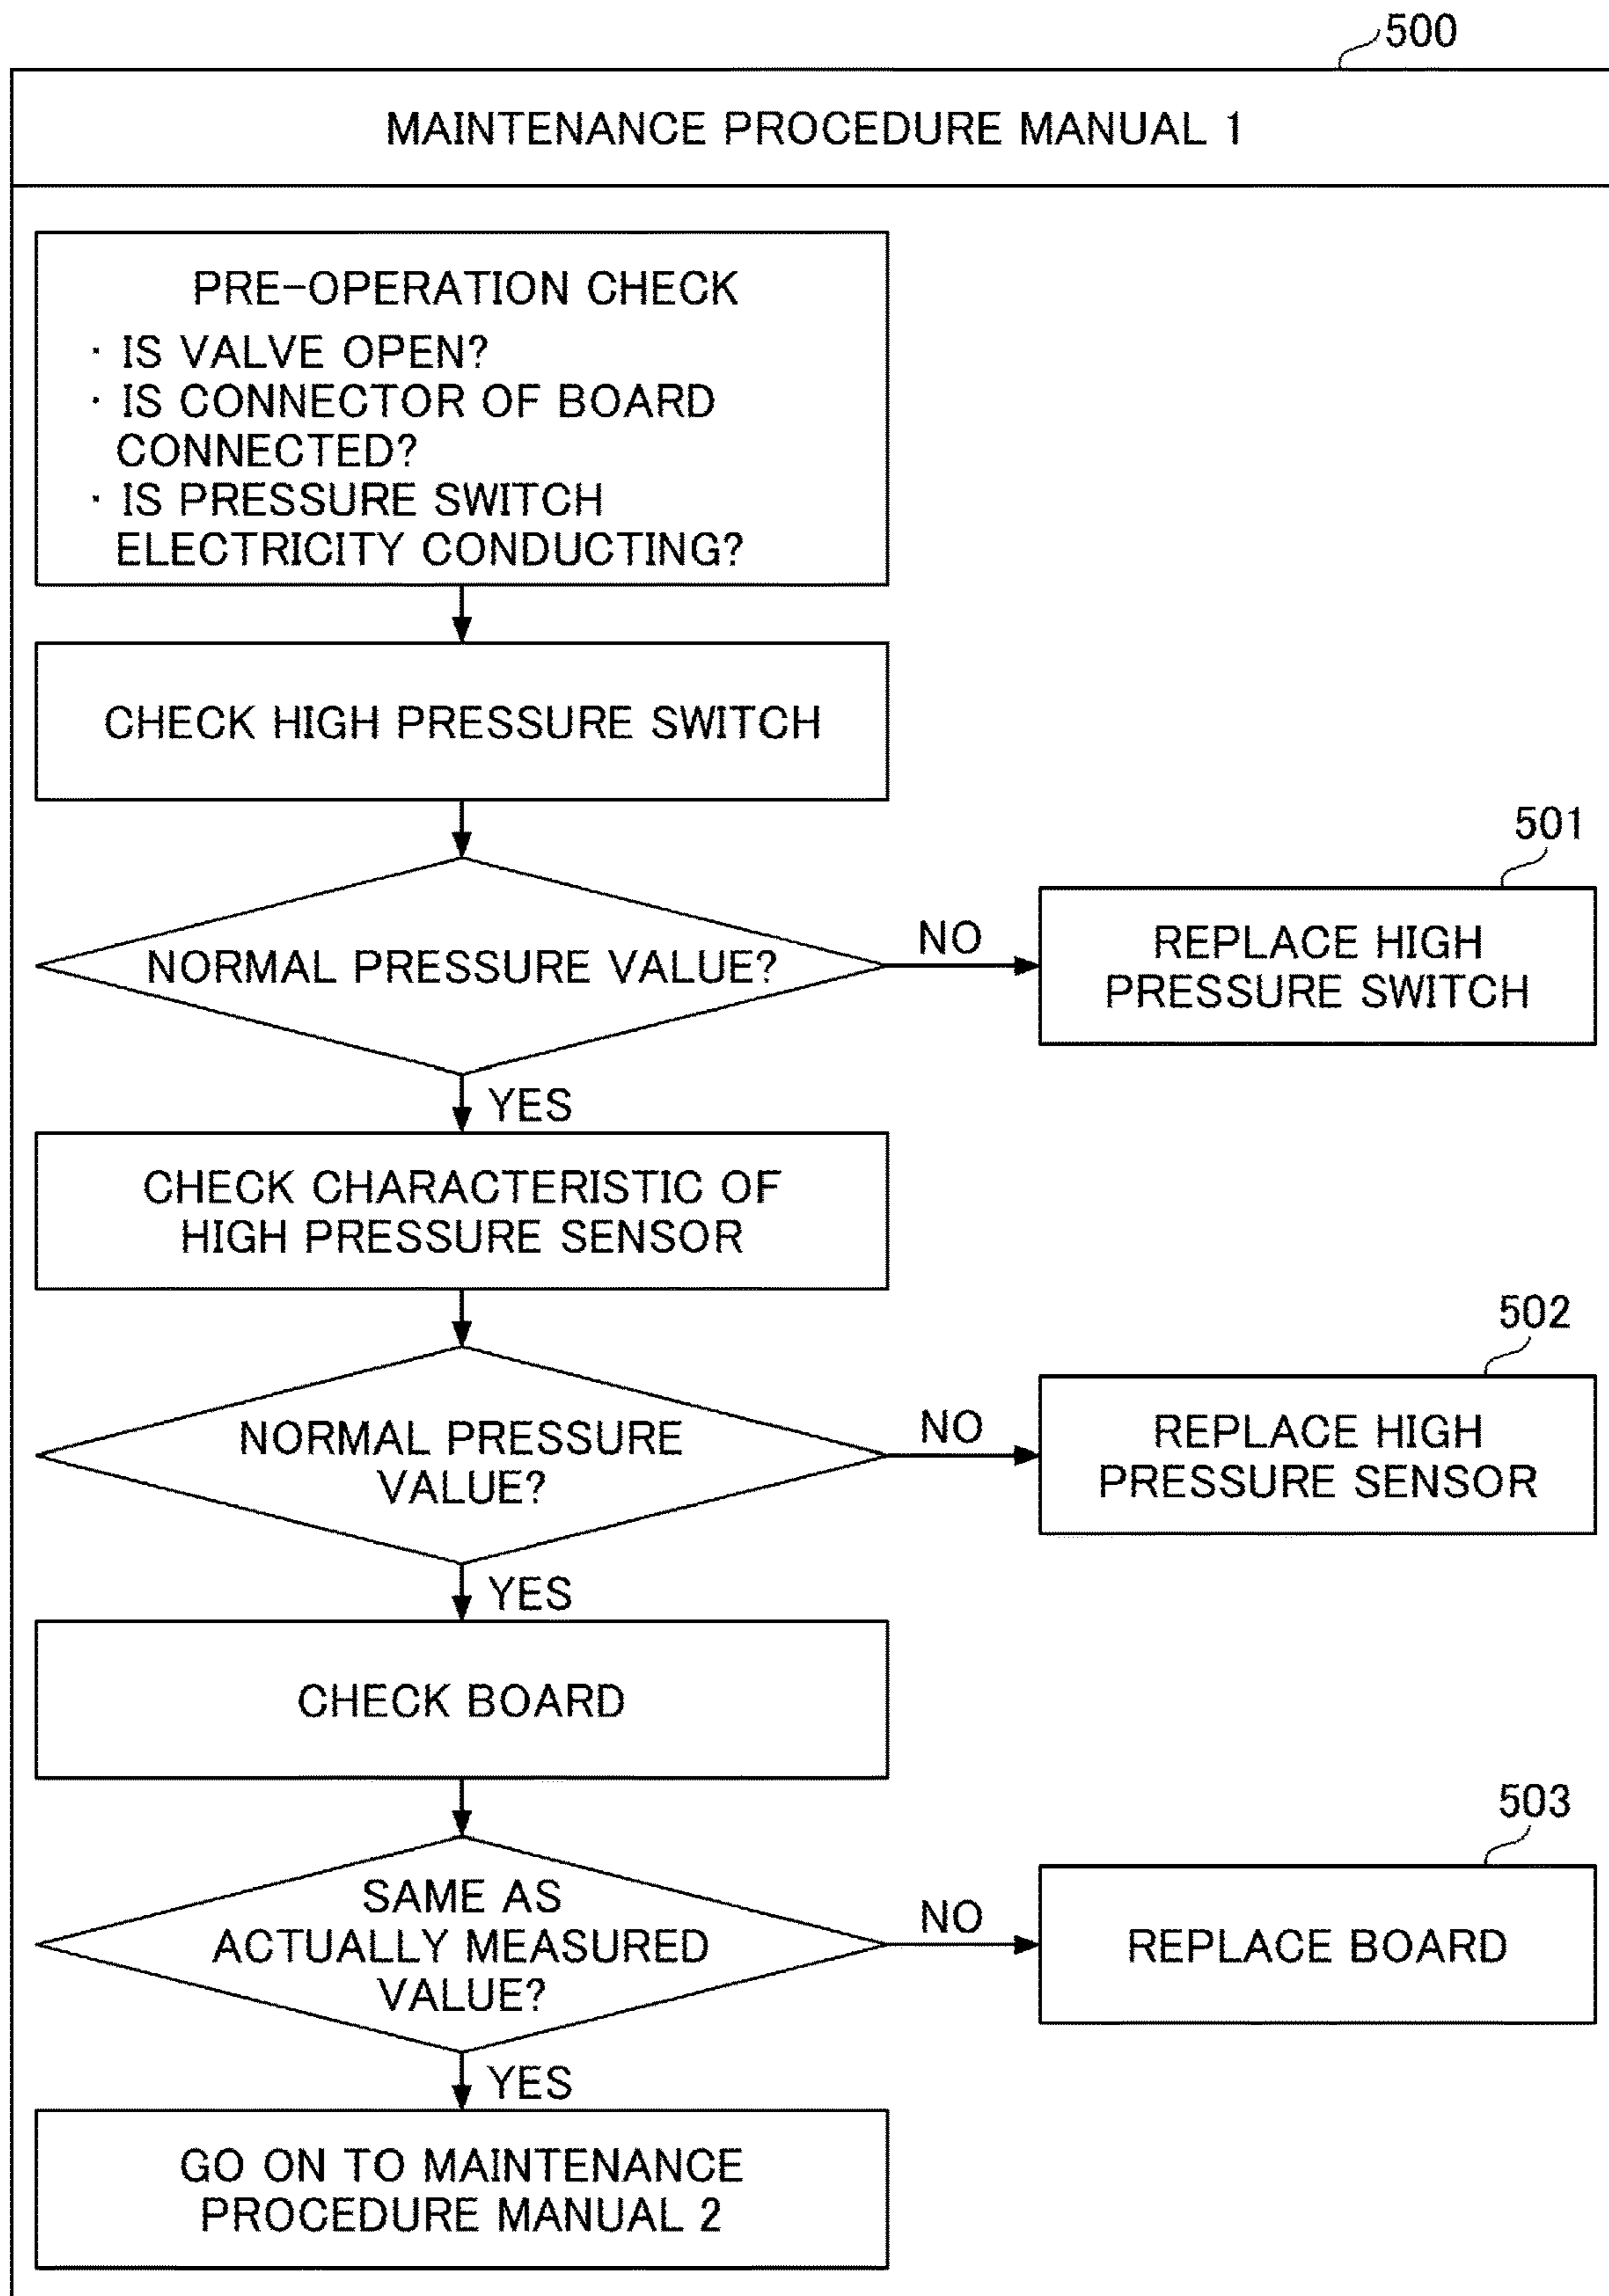 500
MAINTENANCE PROCEDURE MANUAL 1
PRE-OPERATION CHECK
· IS VALVE OPEN?
· IS CONNECTOR OF BOARD
CONNECTED?
· IS PRESSURE SWITCH
ELECTRICITY CONDUCTING?
CHECK HIGH PRESSURE SWITCH
NORMAL PRESSURE VALUE?
NO
501
REPLACE HIGH
PRESSURE SWITCH
YES
CHECK CHARACTERISTIC OF
HIGH PRESSURE SENSOR
NORMAL PRESSURE
VALUE?
NO
502
REPLACE HIGH
PRESSURE SENSOR
YES
CHECK BOARD
SAME AS
ACTUALLY MEASURED
VALUE?
NO
503
REPLACE BOARD
YES
GO ON TO MAINTENANCE
PROCEDURE MANUAL 2